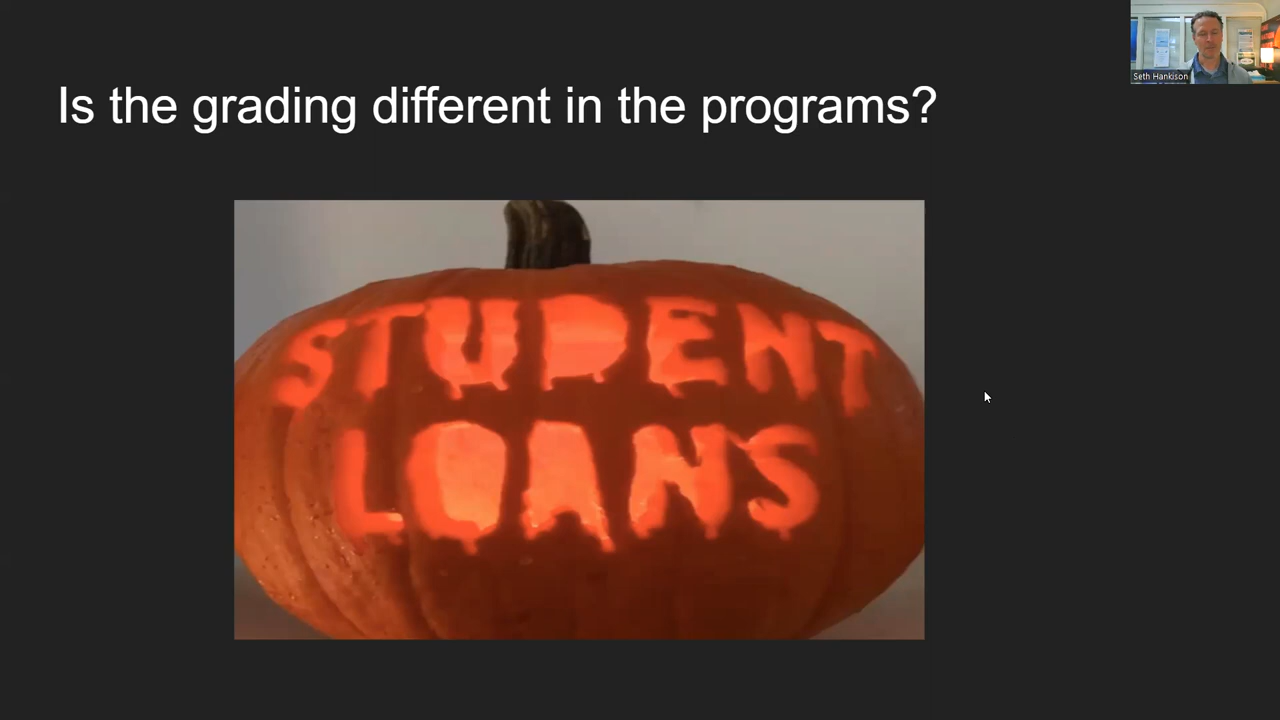 Seth Hankison
Is the grading different in the programs?
STUDENT
LOANS